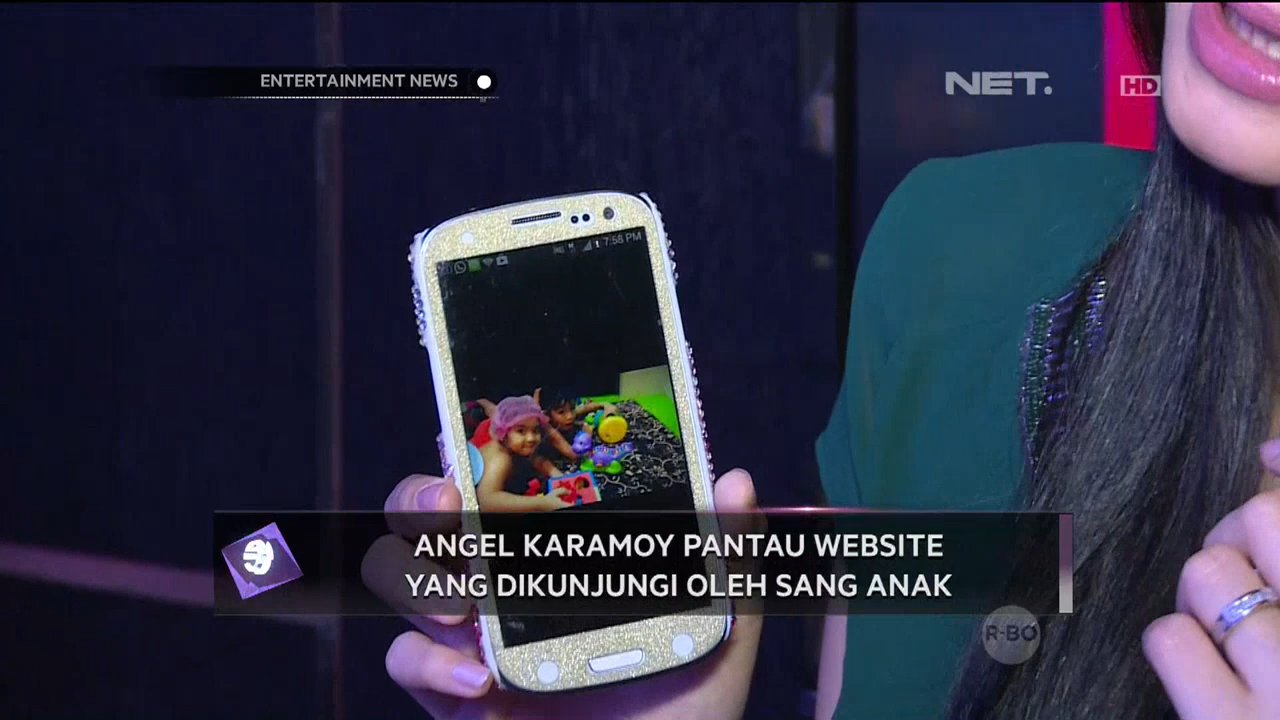 ENTERTAINMENT NEWS
NET.
HD
7:58 PM
ANGEL KARAMOY PANTAU WEBSITE
YANG DIKUNJUNGI OLEH SANG ANAK
R-BO